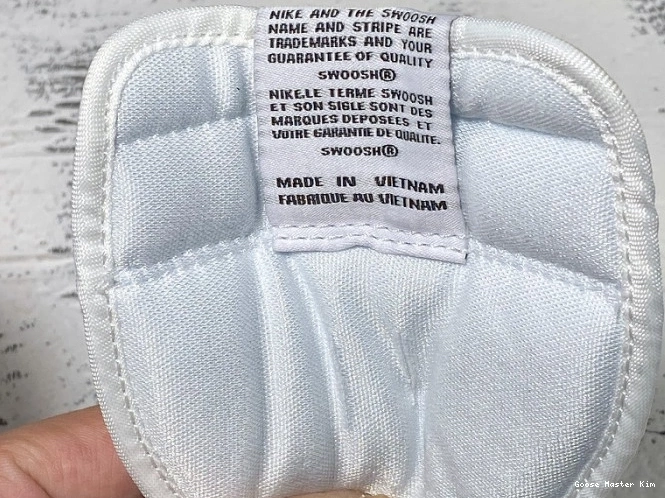 NIKE AND THE SWOOSH
NAME AND STRIPE ARE
TRADEMARKS AND YOUR
GUARANTEE OF QUALITY
SWOOSH®
NIKE.LE TERME SWOOSH
ET SON SIGLE SONT DES
MARQUES DEPOSEES ET
VOTRE GARANTIE DE QUALITE.
SWOOSH®
MADE IN VIETNAM
FABRIQUE AU VIETNAM
Goose Master Kim